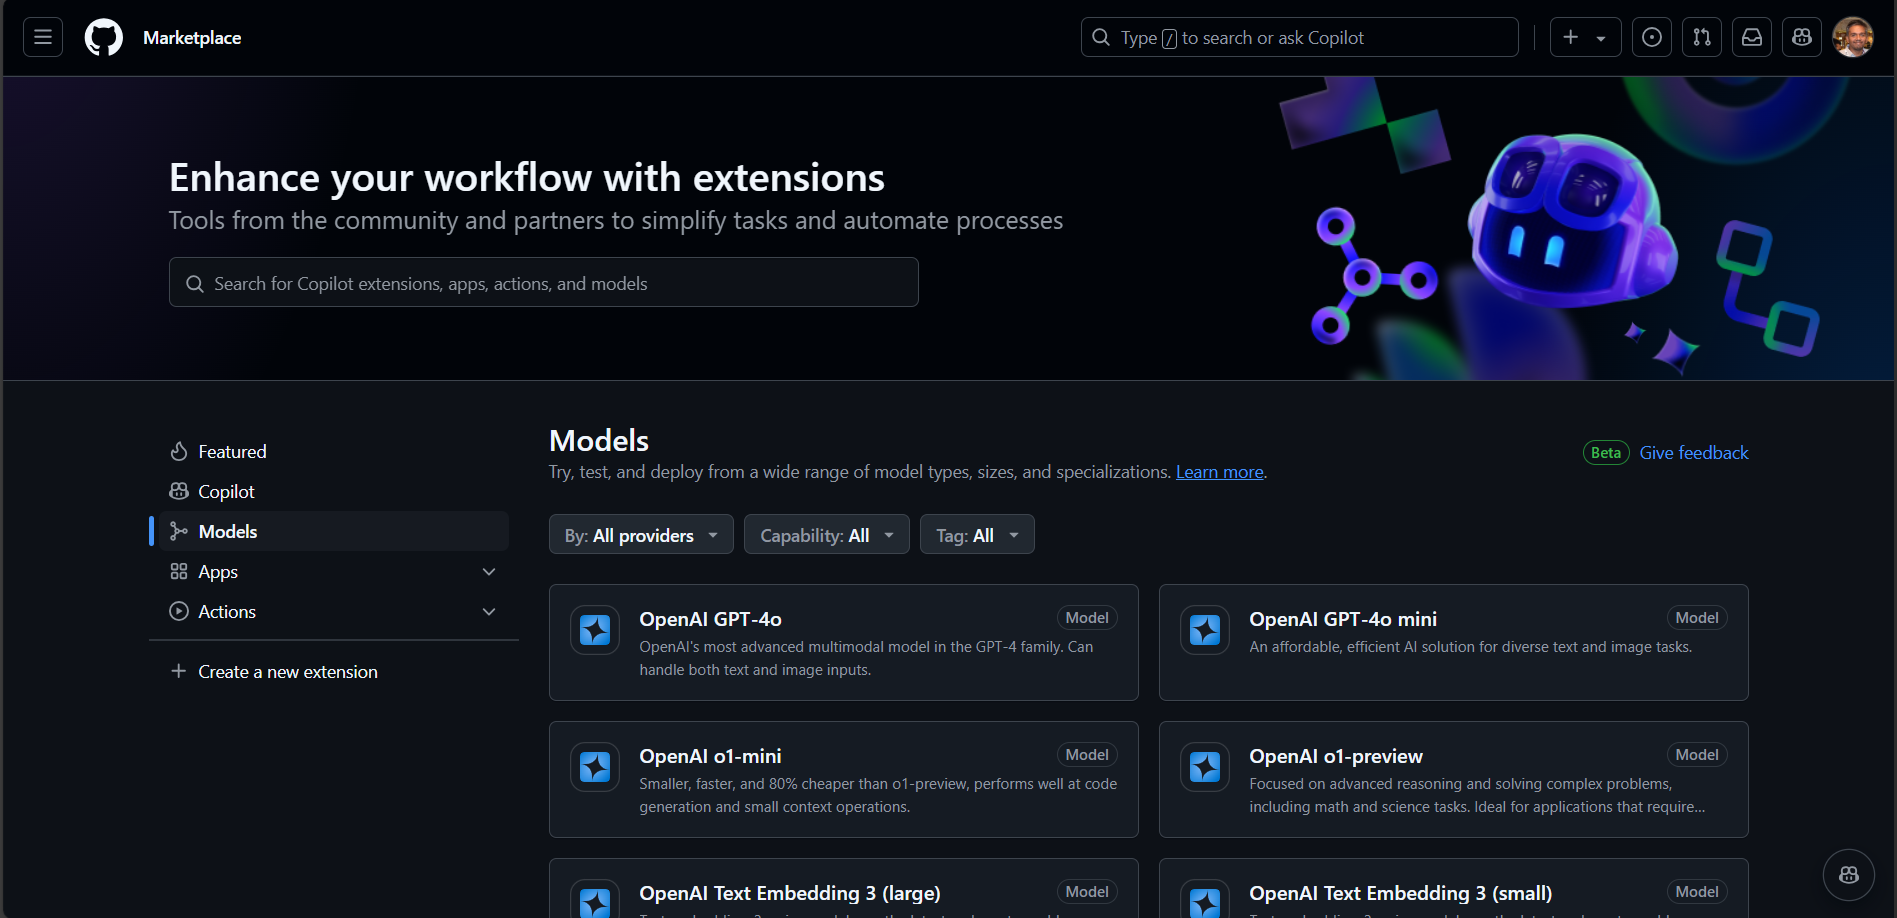 Marketplace
Type / to search or ask Copilot
Enhance your workflow with extensions
Tools from the community and partners to simplify tasks and automate processes
Search for Copilot extensions, apps, actions, and models
Featured
Copilot
Models
Apps
Actions
Create a new extension
Models
Try, test, and deploy from a wide range of model types, sizes, and specializations. Learn more.
Beta Give feedback
By: All providers
Capability: All
Tag: All
OpenAI GPT-4o
Model
OpenAI's most advanced multimodal model in the GPT-4 family. Can
handle both text and image inputs.
OpenAI GPT-4o mini
Model
An affordable, efficient AI solution for diverse text and image tasks.
OpenAI o1-mini
Model
Smaller, faster, and 80% cheaper than o1-preview, performs well at code
generation and small context operations.
OpenAI o1-preview
Model
Focused on advanced reasoning and solving complex problems,
including math and science tasks. Ideal for applications that require...
OpenAI Text Embedding 3 (large)
Model
OpenAI Text Embedding 3 (small)
Model